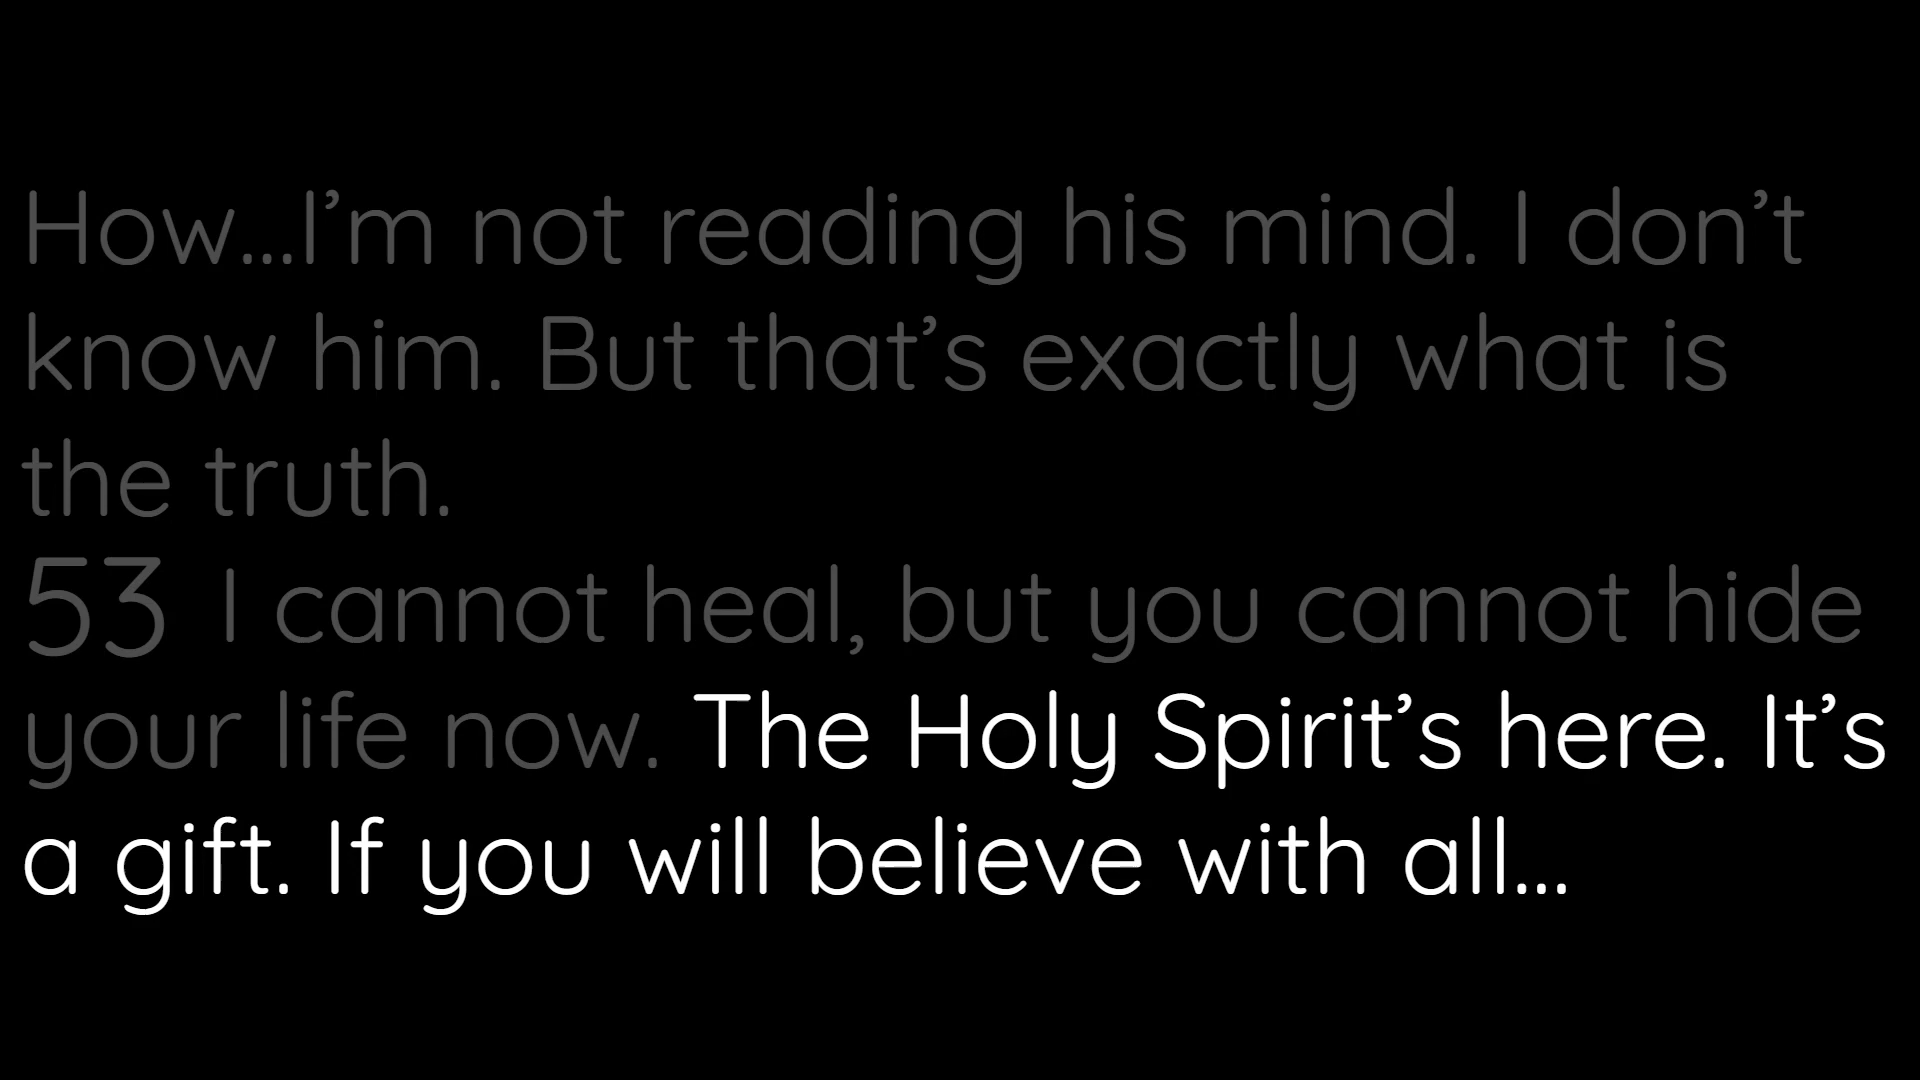 How...I’m not reading his mind. I don’t
know him. But that’s exactly what is
the truth.
53 I cannot heal, but you cannot hide
your life now. The Holy Spirit’s here. It’s
a gift. If you will believe with all...